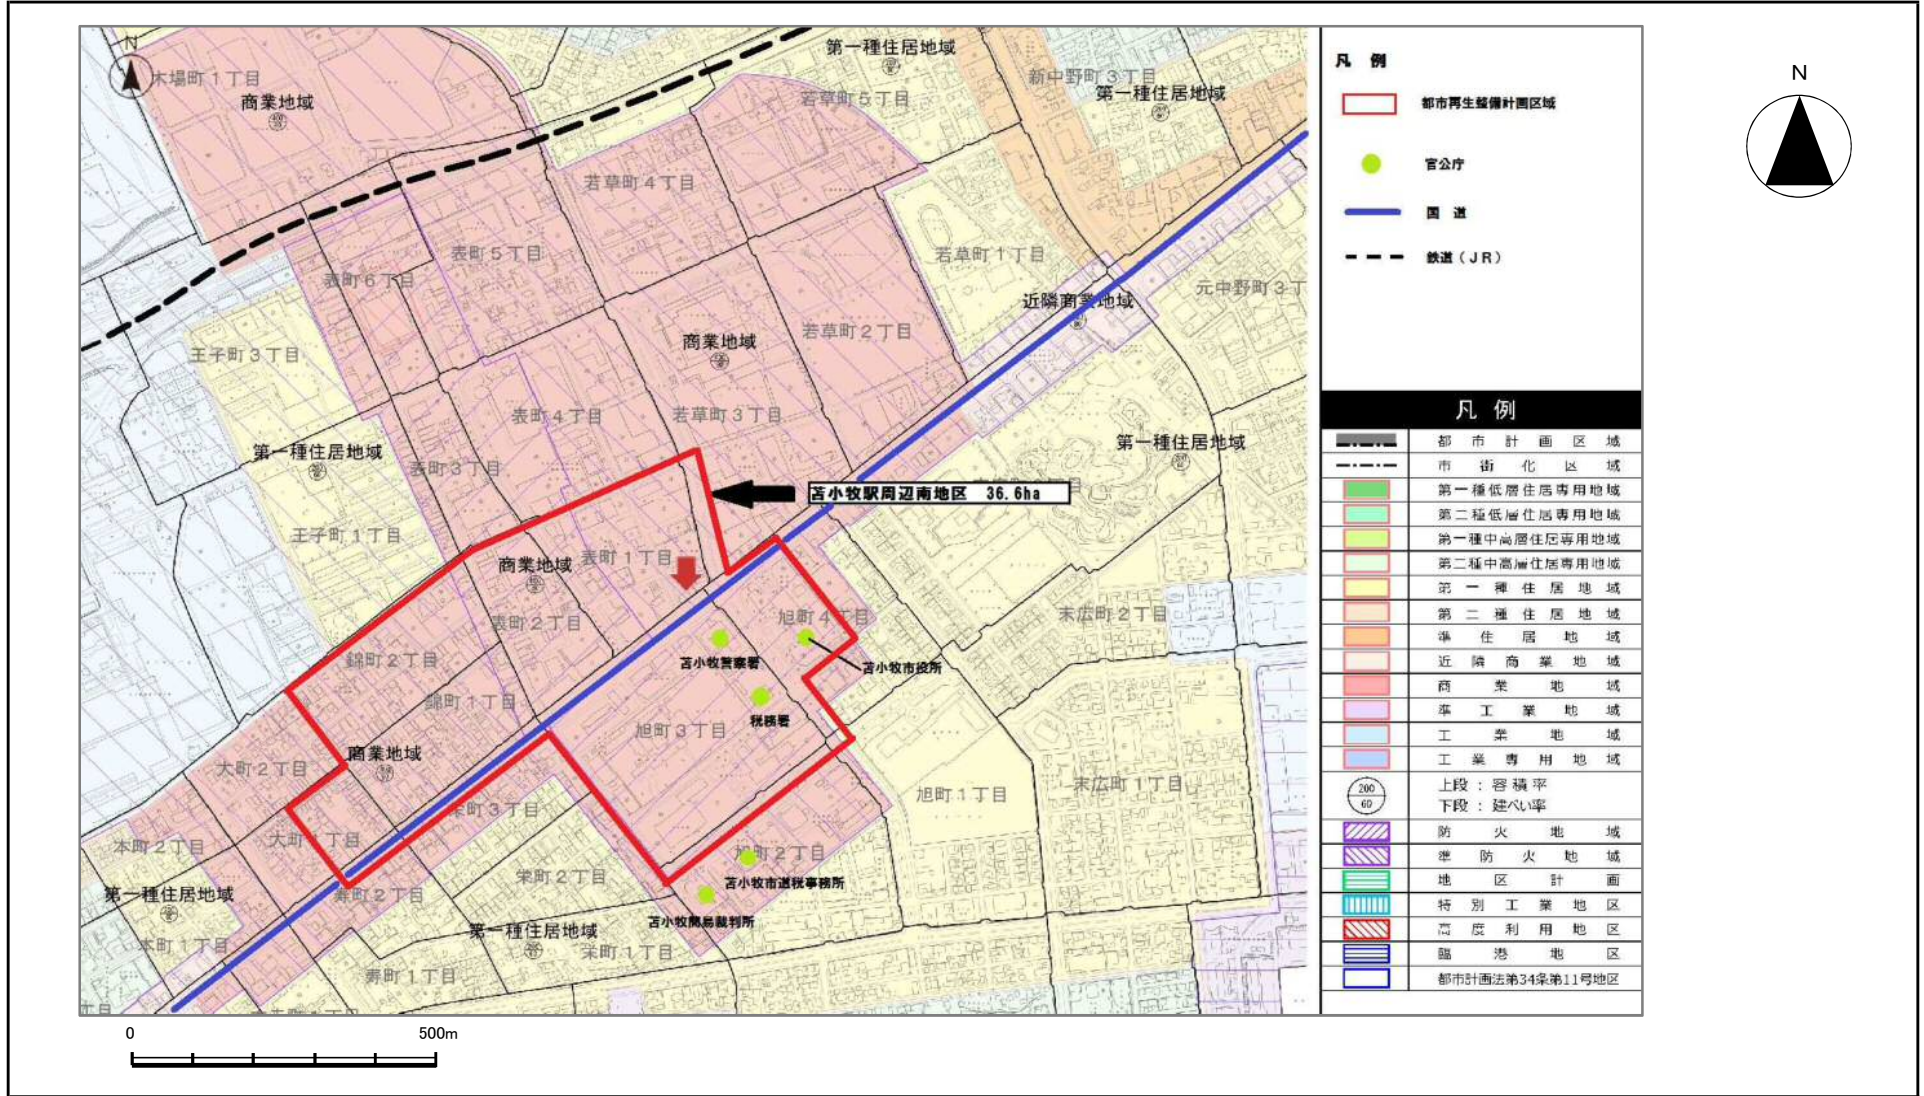 N
木場町1丁目
商業地域
第一種住居地域
若草町5丁目
新中野町3丁目
第一種住居地域
若草町4丁目
表町5丁目
表町6丁目
若草町1丁目
元中野町3丁
近隣商業地域
若草町2丁目
商業地域
王子町3丁目
表町4丁目
若草町3丁目
第一種住居地域
第一種住居地域
表町3丁目
苫小牧駅周辺南地区 36.6ha
王子町1丁目
商業地域
表町1丁目
表町2丁目
旭町4丁目
末広町2丁目
苫小牧警察署
苫小牧市役所
錦町2丁目
錦町1丁目
税務署
旭町3丁目
商業地域
大町2丁目
旭町1丁目
末広町1丁目
栄町3丁目
大町1丁目
本町2丁目
旭町2丁目
栄町2丁目
苫小牧市道税事務所
第一種住居地域
寿町2丁目
苫小牧簡易裁判所
第一種住居地域
本町1丁目
栄町1丁目
寿町1丁目
丁目
0 500m
凡 例
都市再生整備計画区域
官公庁
国 道
鉄道(JR)
凡 例
都市計画区域
市街化区域
第一種低層住居専用地域
第二種低層住居専用地域
第一種中高層住居専用地域
第二種中高層住居専用地域
第一種住居地域
第二種住居地域
準住居地域
近隣商業地域
商業地域
準工業地域
工業地域
工業専用地域
200
60
上段:容積率
下段:建ぺい率
防火地域
準防火地域
地区計画
特別工業地区
高度利用地区
臨港地区
都市計画法第34条第11号地区
N